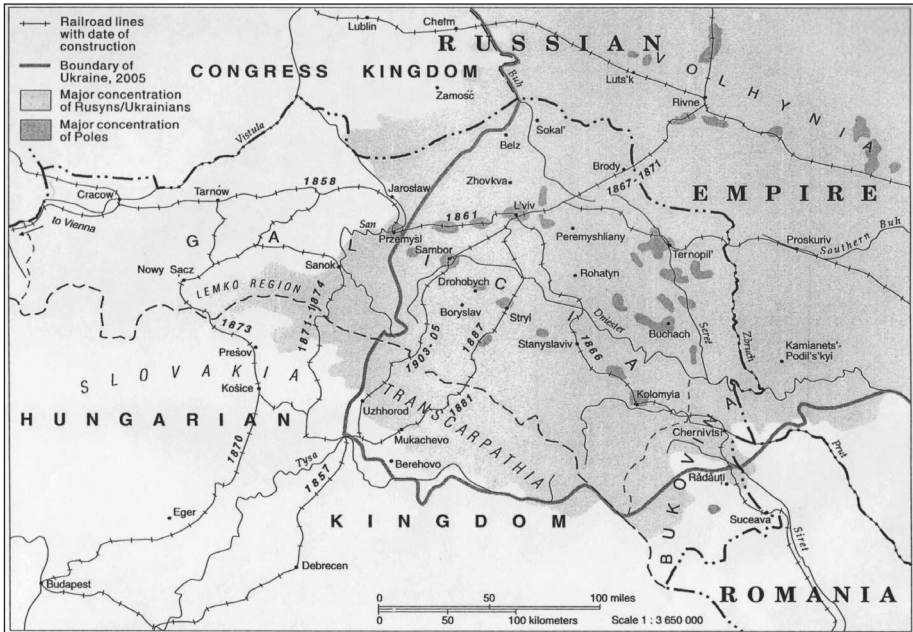 Railroad lines
with date of
construction
Boundary of
Ukraine, 2005
Major concentration
of Rusyns/Ukrainians
Major concentration
of Poles
Lublin
Chełm
RUSSIAN
CONGRESS KINGDOM
Zamość
Buh
Luts'k
VOLHYNIA
Rivne
Vistula
Belz
Sokal'
Brody
1867-1871
EMPIRE
Cracow
Tarnów
1858
Jarosław
Zhovkva
to Vienna
San
1861
L'viv
Przemyśl
Peremyshliany
Ternopil'
Proskuriv
Southern Buh
GALICIA
Sambor
Nowy Sacz
Sanok
LEMKO REGION
Drohobych
Rohatyn
Boryslav
Stryl
Dniester
Buchach
Seret
Zbruch
1873
1871-1874
1903-05
1887
Stanyslaviv
1866
Kamianets'-
Podil's'kyi
Prešov
SLOVAKIA
Košice
Kolomyia
HUNGARIAN
Uzhhorod
TRANSCARPATHIA
1881
Chernivtsi
Mukachevo
Prut
1870
Tysa
1857
Berehovo
BUKOVINA
Rădăuţi
Eger
KINGDOM
Suceava
Siret
Debrecen
Budapest
ROMANIA
0 50 100 miles
0 50 100 kilometers
Scale 1 : 3 650 000